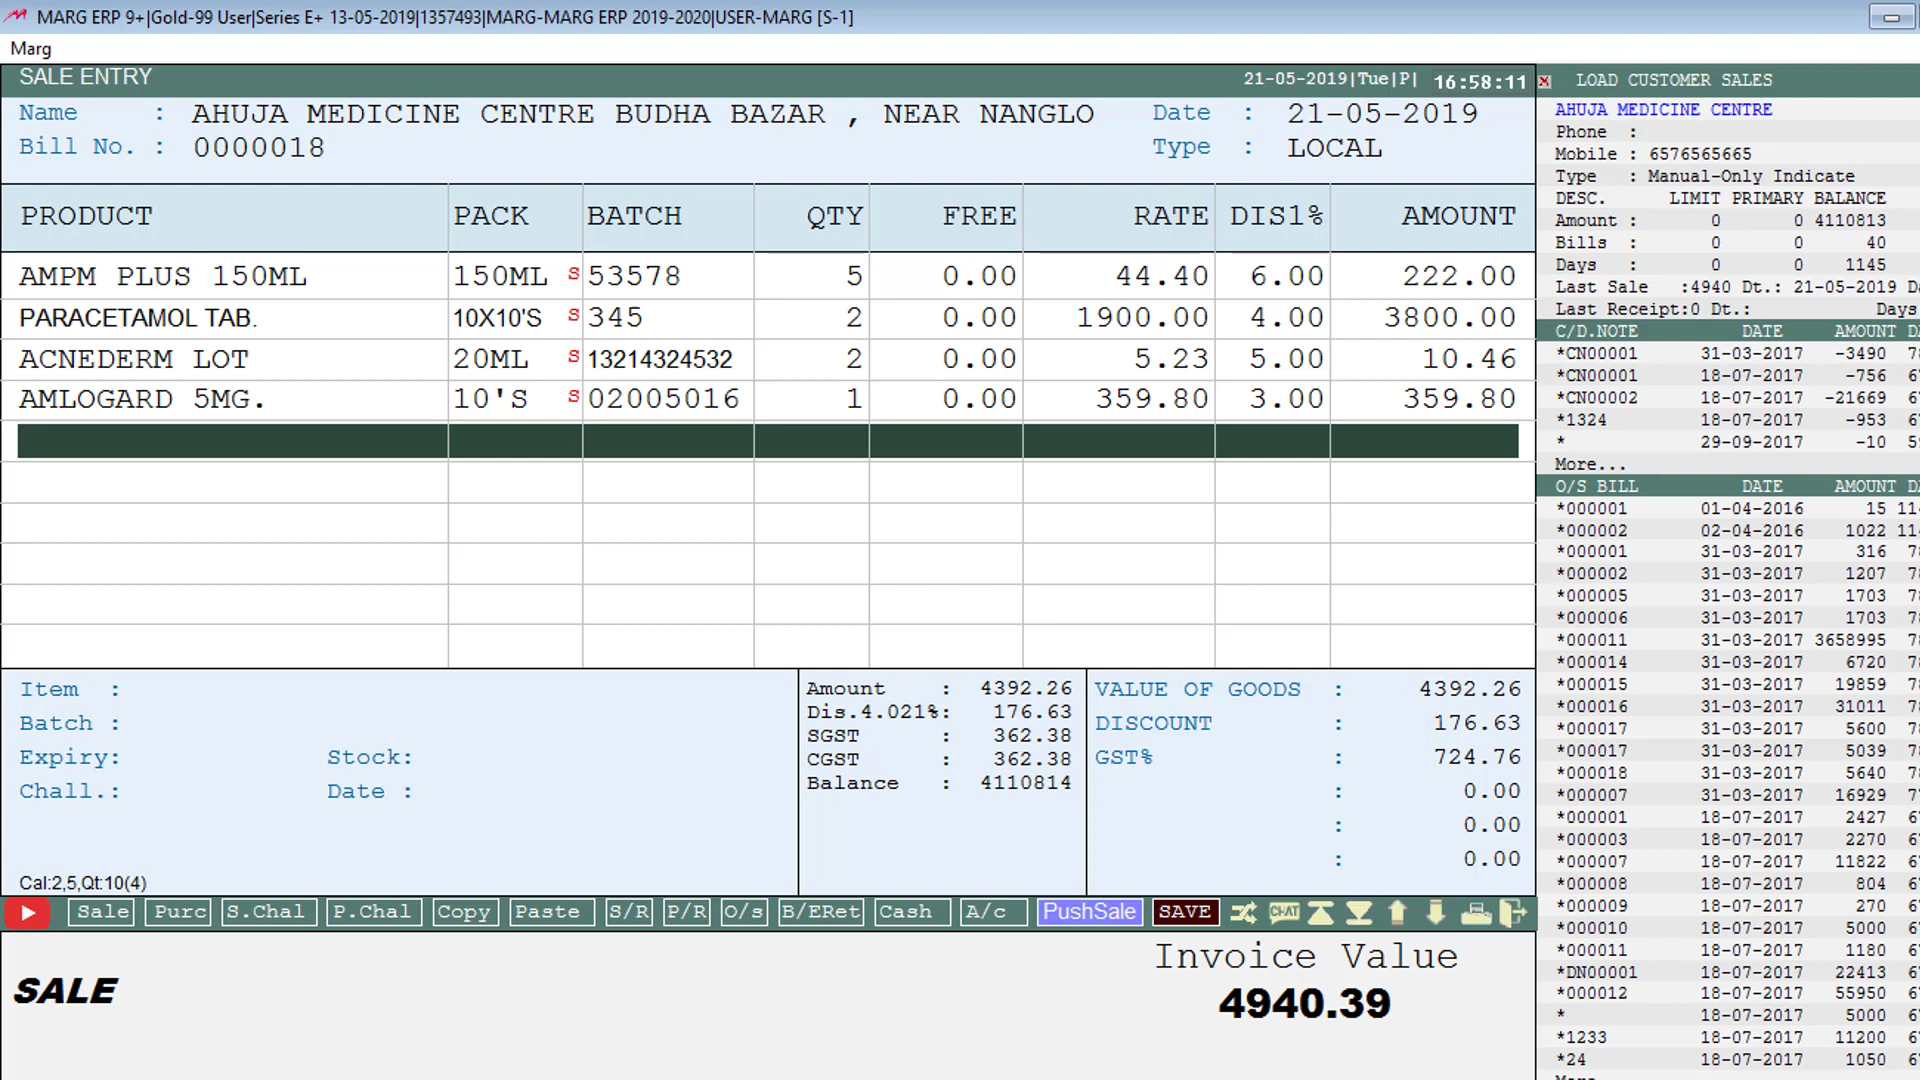 MARG ERP 9+|Gold-99 User|Series E+ 13-05-2019|1357493|MARG-MARG ERP 2019-2020|USER-MARG [S-1]
Marg
SALE ENTRY 21-05-2019|Tue|P| 16:58:11
Name : AHUJA MEDICINE CENTRE BUDHA BAZAR , NEAR NANGLO Date : 21-05-2019
Bill No. : 0000018 Type : LOCAL
PRODUCT PACK BATCH QTY FREE RATE DIS1% AMOUNT
AMPM PLUS 150ML 150ML S 53578 5 0.00 44.40 6.00 222.00
PARACETAMOL TAB. 10X10'S S 345 2 0.00 1900.00 4.00 3800.00
ACNEDERM LOT 20ML S 13214324532 2 0.00 5.23 5.00 10.46
AMLOGARD 5MG. 10'S S 02005016 1 0.00 359.80 3.00 359.80
Item :
Batch :
Expiry: Stock:
Chall.: Date :
Cal:2,5,Qt:10(4)
Amount : 4392.26
Dis.4.021%: 176.63
SGST : 362.38
CGST : 362.38
Balance : 4110814
VALUE OF GOODS : 4392.26
DISCOUNT : 176.63
GST% : 724.76
: 0.00
: 0.00
: 0.00
Sale Purc S.Chal P.Chal Copy Paste S/R P/R O/s B/ERet Cash A/c PushSale SAVE CHAT
SALE
Invoice Value
4940.39
LOAD CUSTOMER SALES
AHUJA MEDICINE CENTRE
Phone :
Mobile : 6576565665
Type : Manual-Only Indicate
DESC. LIMIT PRIMARY BALANCE
Amount : 0 0 4110813
Bills : 0 0 40
Days : 0 0 1145
Last Sale :4940 Dt.: 21-05-2019
Last Receipt:0 Dt.: Days
C/D.NOTE DATE AMOUNT
*CN00001 31-03-2017 -3490
*CN00001 18-07-2017 -756
*CN00002 18-07-2017 -21669
*1324 18-07-2017 -953
* 29-09-2017 -10
More...
O/S BILL DATE AMOUNT
*000001 01-04-2016 15
*000002 02-04-2016 1022
*000001 31-03-2017 316
*000002 31-03-2017 1207
*000005 31-03-2017 1703
*000006 31-03-2017 1703
*000011 31-03-2017 3658995
*000014 31-03-2017 6720
*000015 31-03-2017 19859
*000016 31-03-2017 31011
*000017 31-03-2017 5600
*000017 31-03-2017 5039
*000018 31-03-2017 5640
*000007 31-03-2017 16929
*000001 18-07-2017 2427
*000003 18-07-2017 2270
*000007 18-07-2017 11822
*000008 18-07-2017 804
*000009 18-07-2017 270
*000010 18-07-2017 5000
*000011 18-07-2017 1180
*DN00001 18-07-2017 22413
*000012 18-07-2017 55950
* 18-07-2017 5000
*1233 18-07-2017 11200
*24 18-07-2017 1050